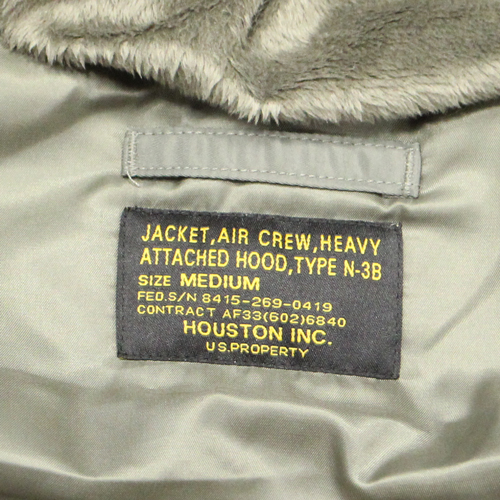 JACKET,AIR CREW,HEAVY
ATTACHED HOOD,TYPE N-3B
SIZE MEDIUM
FED.S/N 8415-269-0419
CONTRACT AF33(602)6840
HOUSTON INC.
U.S.PROPERTY